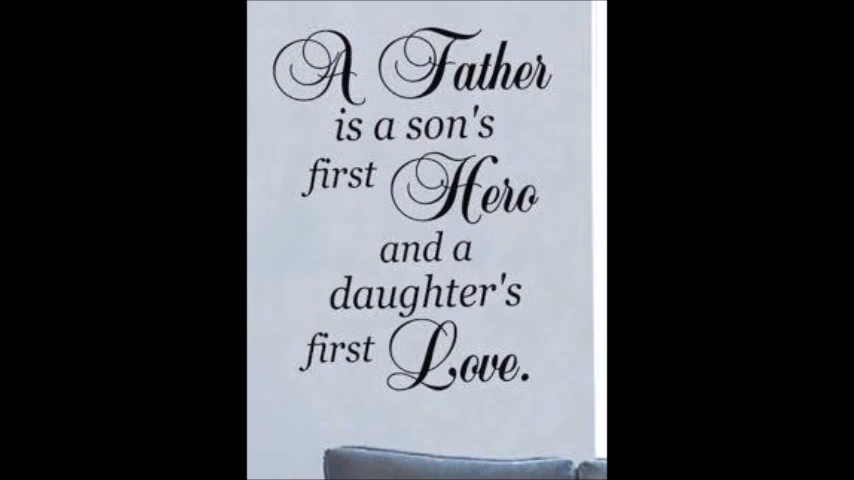 A Father
is a son's
first Hero
and a
daughter's
first Love.